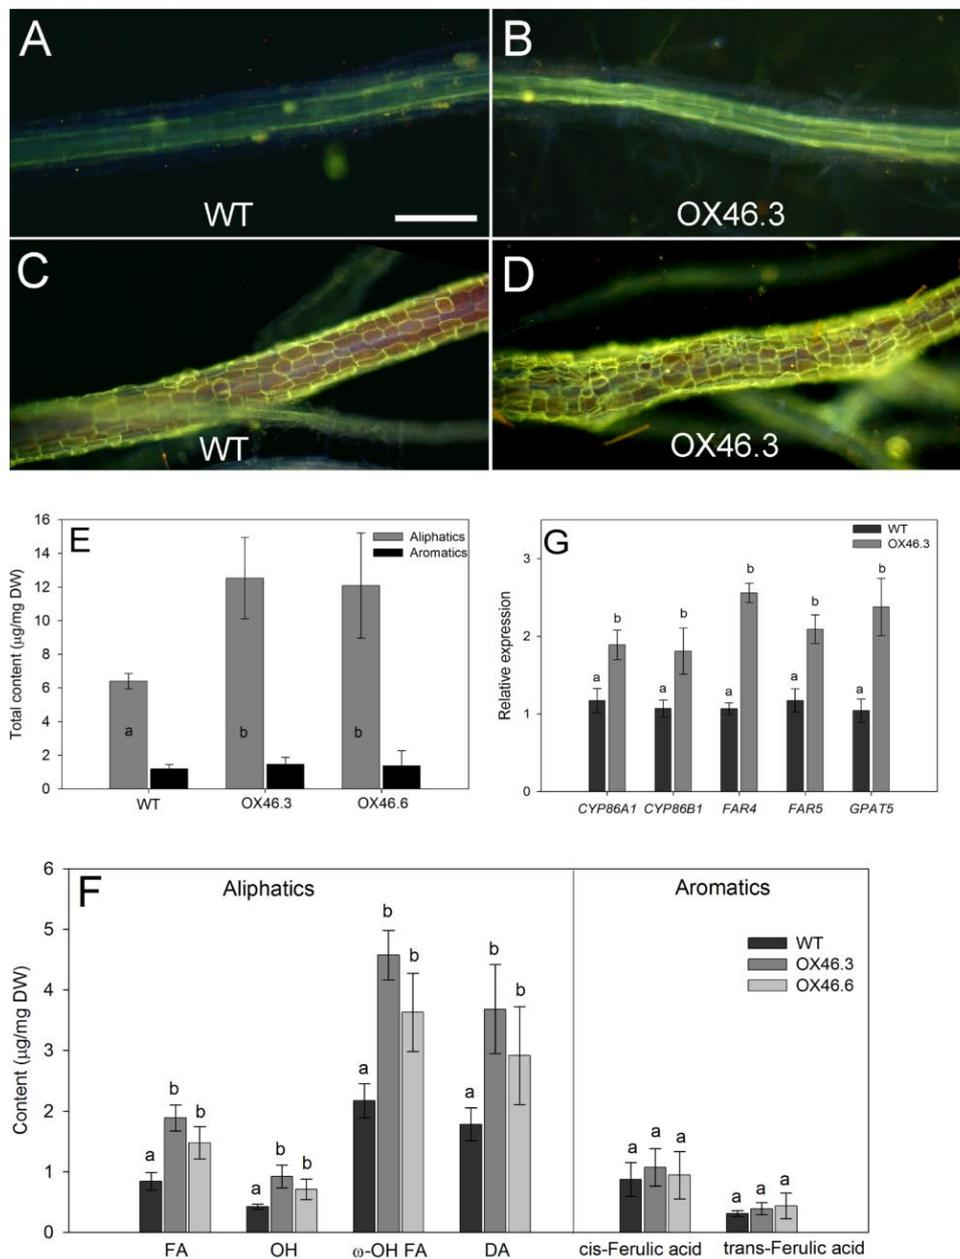 A
B
WT
OX46.3
C
D
WT
OX46.3
E
Aliphatics
Aromatics
Total content (µg/mg DW)
16
14
12
10
8
6
4
2
0
a
b
b
WT
OX46.3
OX46.6
G
WT
OX46.3
Relative expression
3
2
1
0
a
b
a
b
a
b
a
b
a
b
CYP86A1
CYP86B1
FAR4
FAR5
GPAT5
F
Aliphatics
Aromatics
WT
OX46.3
OX46.6
Content (µg/mg DW)
6
5
4
3
2
1
0
a
b
b
a
b
b
a
b
b
a
b
b
a
a
a
a
a
a
FA
OH
ω-OH FA
DA
cis-Ferulic acid
trans-Ferulic acid